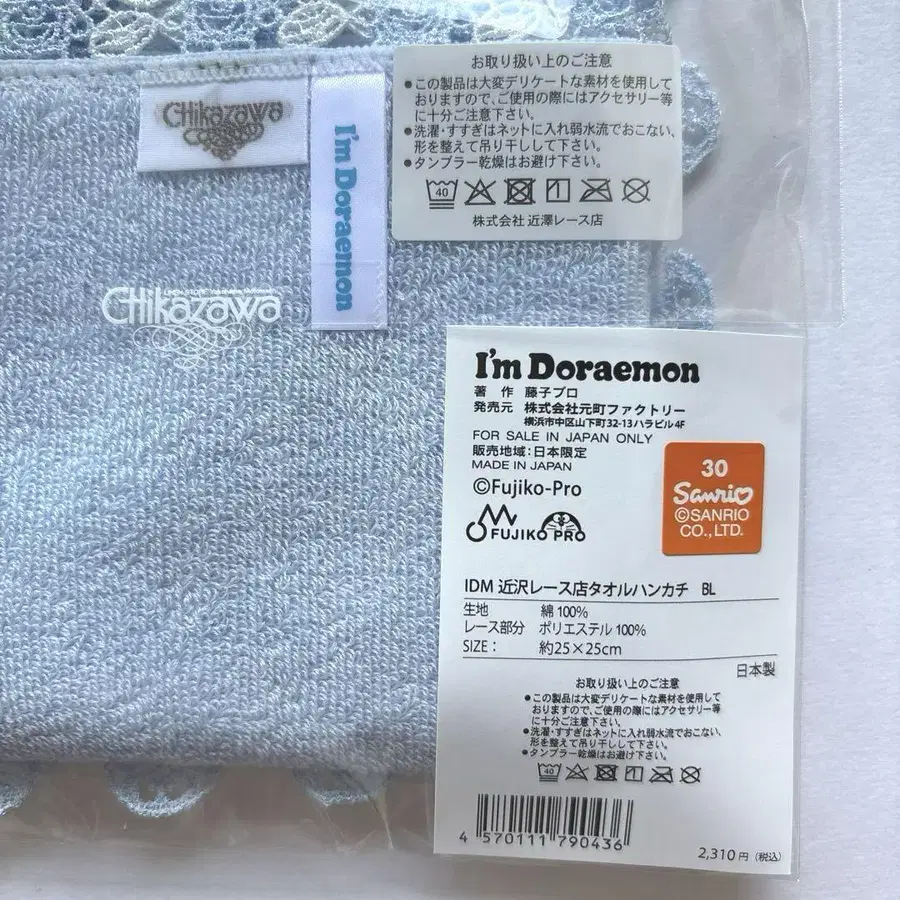 Chikazawa
I'm Doraemon
お取り扱い上のご注意
●この製品は大変デリケートな素材を使用して
おりますので、ご使用の際にはアクセサリー等
に十分ご注意下さい。
●洗濯・すすぎはネットに入れ弱水流でおこない、
形を整えて吊り干しして下さい。
●タンブラー乾燥はお避け下さい。
40
株式会社 近澤レース店
Chikazawa
I'm Doraemon
著 作 藤子プロ
発売元 株式会社元町ファクトリー
横浜市中区山下町32-13ハラビル4F
FOR SALE IN JAPAN ONLY
販売地域:日本限定
MADE IN JAPAN
©Fujiko-Pro
FUJIKO PRO
30
Sanrio
©SANRIO
CO., LTD.
IDM 近沢レース店タオルハンカチ BL
生地 綿100%
レース部分 ポリエステル100%
SIZE: 約25×25cm
日本製
お取り扱い上のご注意
●この製品は大変デリケートな素材を使用して
おりますので、ご使用の際にはアクセサリー等
に十分ご注意下さい。
●洗濯・すすぎはネットに入れ弱水流でおこない、
形を整えて吊り干しして下さい。
●タンブラー乾燥はお避け下さい。
40
4 570111 790436
2,310円(税込)